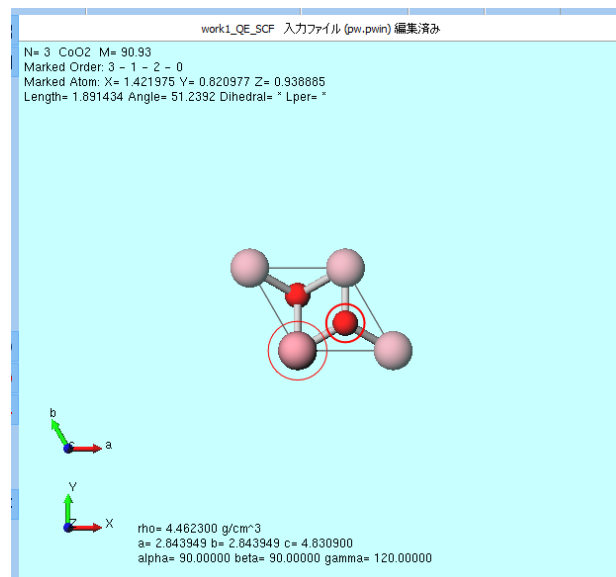 work1_QE_SCF 入力ファイル (pw.pwin) 編集済み
N= 3 CoO2 M= 90.93
Marked Order: 3 - 1 - 2 - 0
Marked Atom: X= 1.421975 Y= 0.820977 Z= 0.938885
Length= 1.891434 Angle= 51.2392 Dihedral= * Lper= *
b
c
a
Y
Z
X
rho= 4.462300 g/cm^3
a= 2.843949 b= 2.843949 c= 4.830900
alpha= 90.00000 beta= 90.00000 gamma= 120.00000